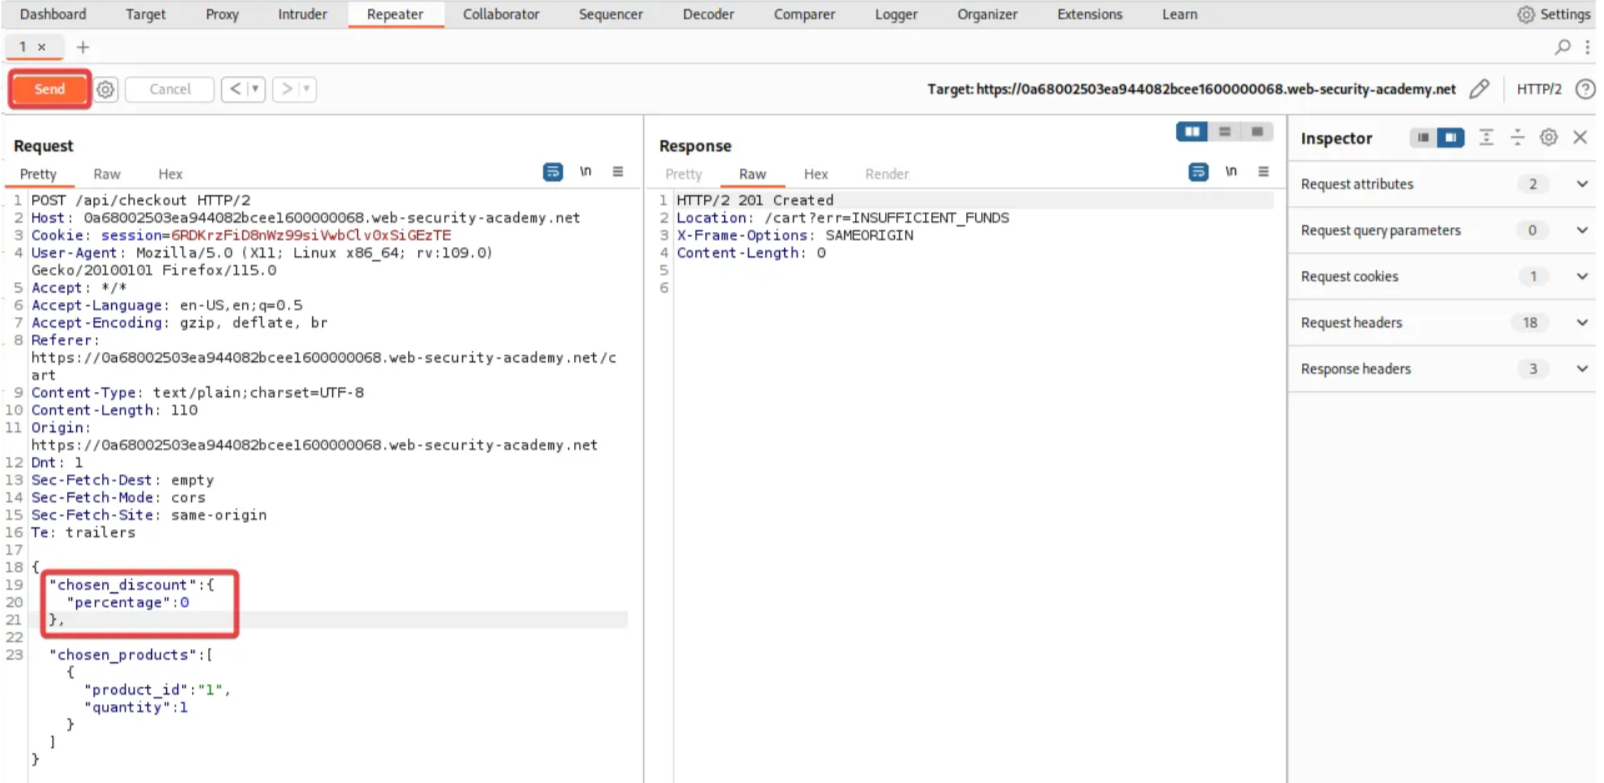 Dashboard Target Proxy Intruder Repeater Collaborator Sequencer Decoder Comparer Logger Organizer Extensions Learn Settings
1 × +
Send Cancel < > Target: https://0a68002503ea944082bcee1600000068.web-security-academy.net HTTP/2 ?
Request
Pretty Raw Hex \n
1 POST /api/checkout HTTP/2
2 Host: 0a68002503ea944082bcee1600000068.web-security-academy.net
3 Cookie: session=6RDKrzFiD8nWz99siVwbClv0xSiGEzTE
4 User-Agent: Mozilla/5.0 (X11; Linux x86_64; rv:109.0)
Gecko/20100101 Firefox/115.0
5 Accept: */*
6 Accept-Language: en-US,en;q=0.5
7 Accept-Encoding: gzip, deflate, br
8 Referer:
https://0a68002503ea944082bcee1600000068.web-security-academy.net/c
art
9 Content-Type: text/plain;charset=UTF-8
10 Content-Length: 110
11 Origin:
https://0a68002503ea944082bcee1600000068.web-security-academy.net
12 Dnt: 1
13 Sec-Fetch-Dest: empty
14 Sec-Fetch-Mode: cors
15 Sec-Fetch-Site: same-origin
16 Te: trailers
17
18 {
19 "chosen_discount":{
20 "percentage":0
21 },
22
23 "chosen_products":[
{
"product_id":"1",
"quantity":1
}
]
}
Response
Pretty Raw Hex Render \n
1 HTTP/2 201 Created
2 Location: /cart?err=INSUFFICIENT_FUNDS
3 X-Frame-Options: SAMEORIGIN
4 Content-Length: 0
5
6
Inspector
Request attributes 2
Request query parameters 0
Request cookies 1
Request headers 18
Response headers 3